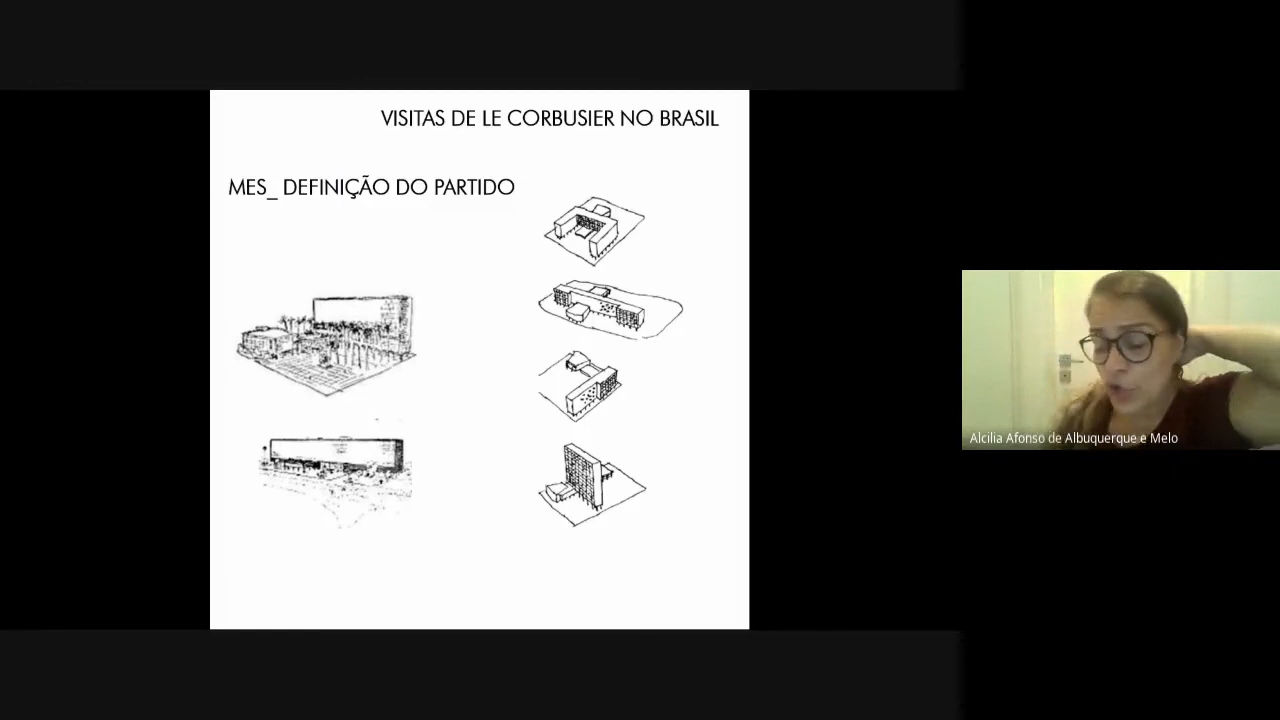 VISITAS DE LE CORBUSIER NO BRASIL
MES_ DEFINIÇÃO DO PARTIDO
Alcilia Afonso de Albuquerque e Melo